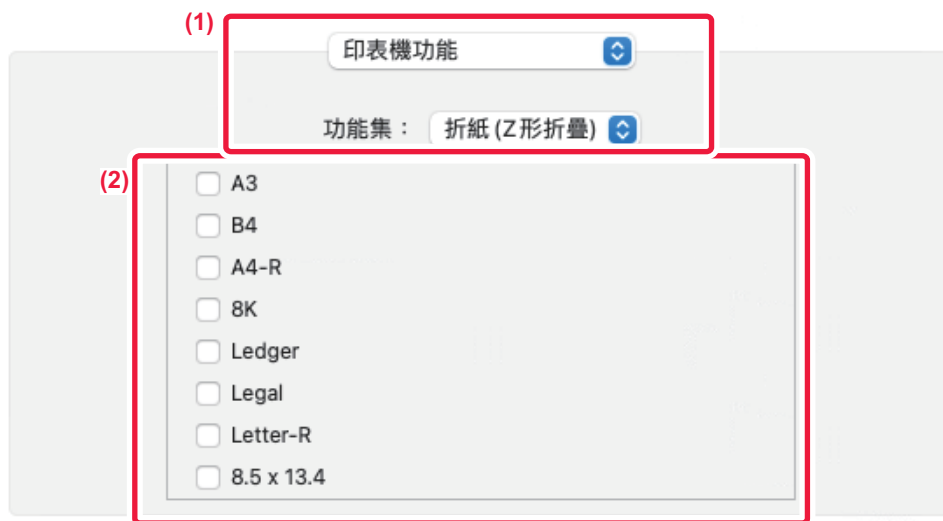 (1)
印表機功能
功能集： 折紙 (Z形折疊)
(2)
A3
B4
A4-R
8K
Ledger
Legal
Letter-R
8.5 x 13.4